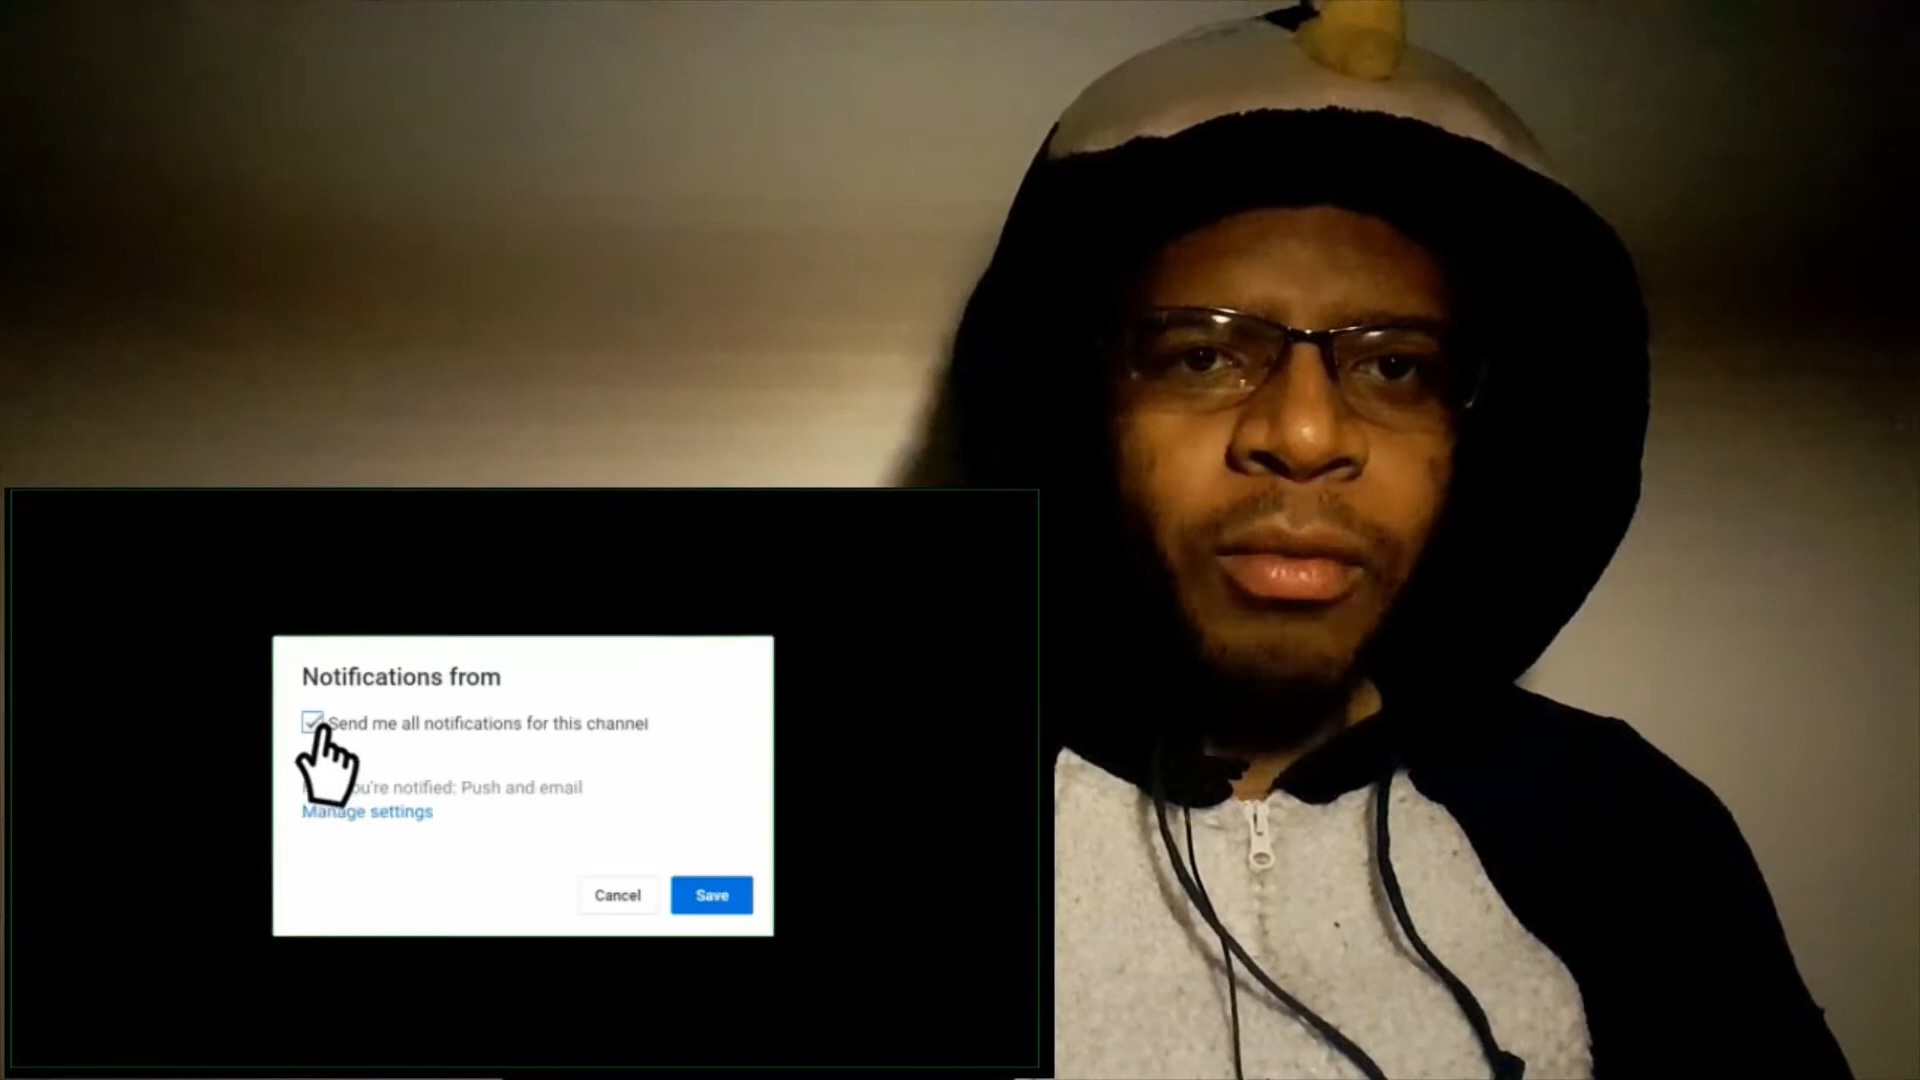 Notifications from
Send me all notifications for this channel
ou're notified: Push and email
Manage settings
Cancel
Save